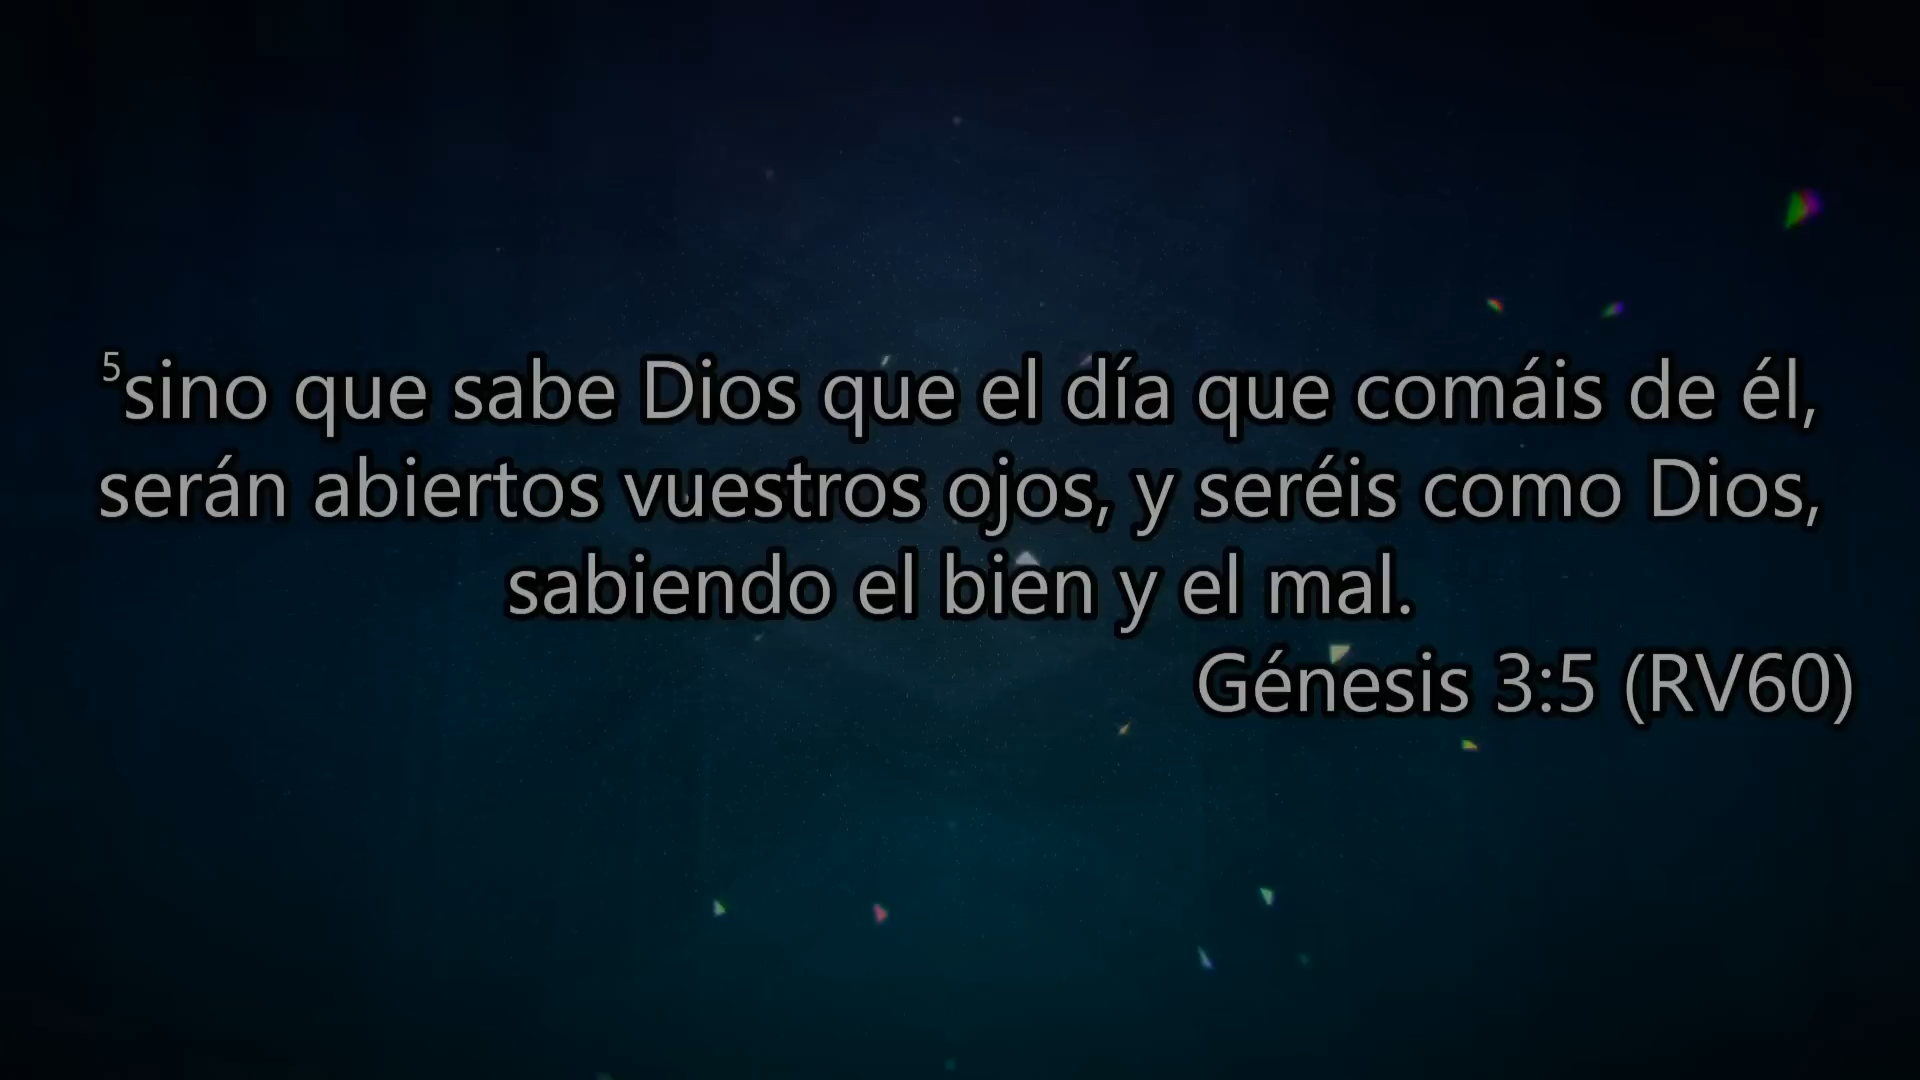 ⁵sino que sabe Dios que el día que comáis de él,
serán abiertos vuestros ojos, y seréis como Dios,
sabiendo el bien y el mal.
Génesis 3:5 (RV60)